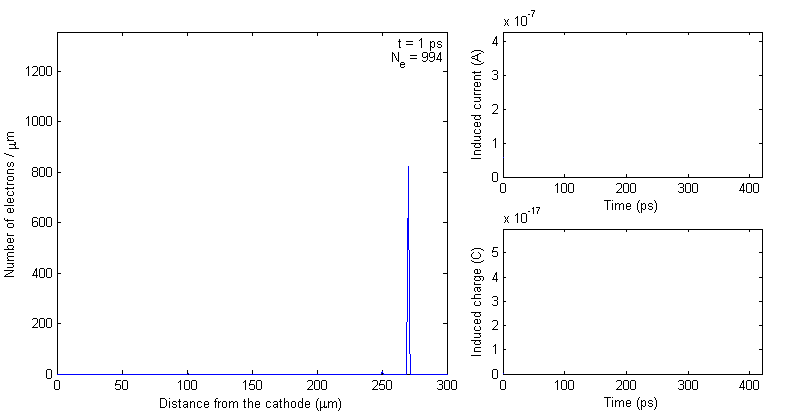 t = 1 ps
Nₑ = 994
1200
1000
800
600
400
200
0
Number of electrons / μm
0 50 100 150 200 250 300
Distance from the cathode (μm)
x 10⁻⁷
4
3
2
1
0
Induced current (A)
0 100 200 300 400
Time (ps)
x 10⁻¹⁷
5
4
3
2
1
0
Induced charge (C)
0 100 200 300 400
Time (ps)